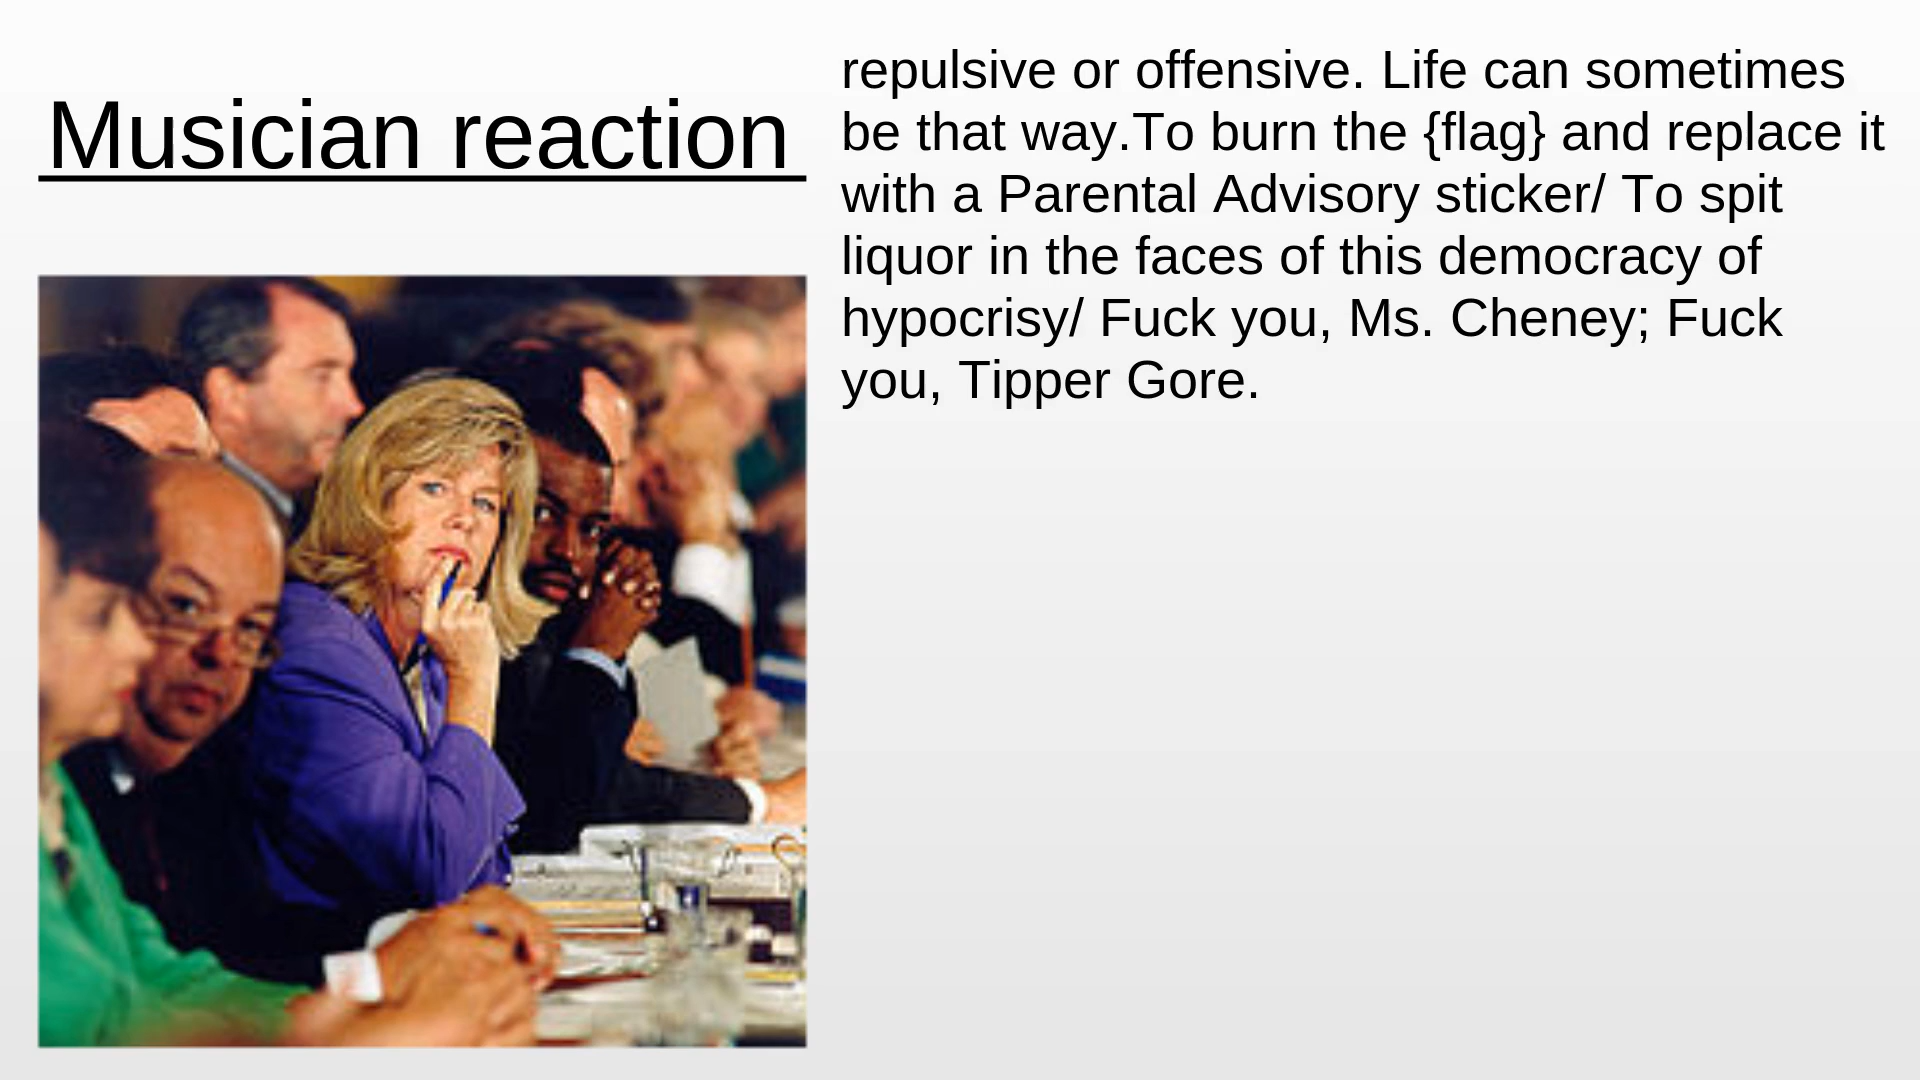 Musician reaction
repulsive or offensive. Life can sometimes
be that way.To burn the {flag} and replace it
with a Parental Advisory sticker/ To spit
liquor in the faces of this democracy of
hypocrisy/ Fuck you, Ms. Cheney; Fuck
you, Tipper Gore.